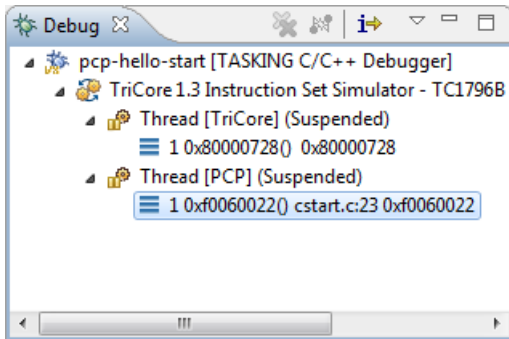 Debug
pcp-hello-start [TASKING C/C++ Debugger]
TriCore 1.3 Instruction Set Simulator - TC1796B
Thread [TriCore] (Suspended)
1 0x80000728() 0x80000728
Thread [PCP] (Suspended)
1 0xf0060022() cstart.c:23 0xf0060022